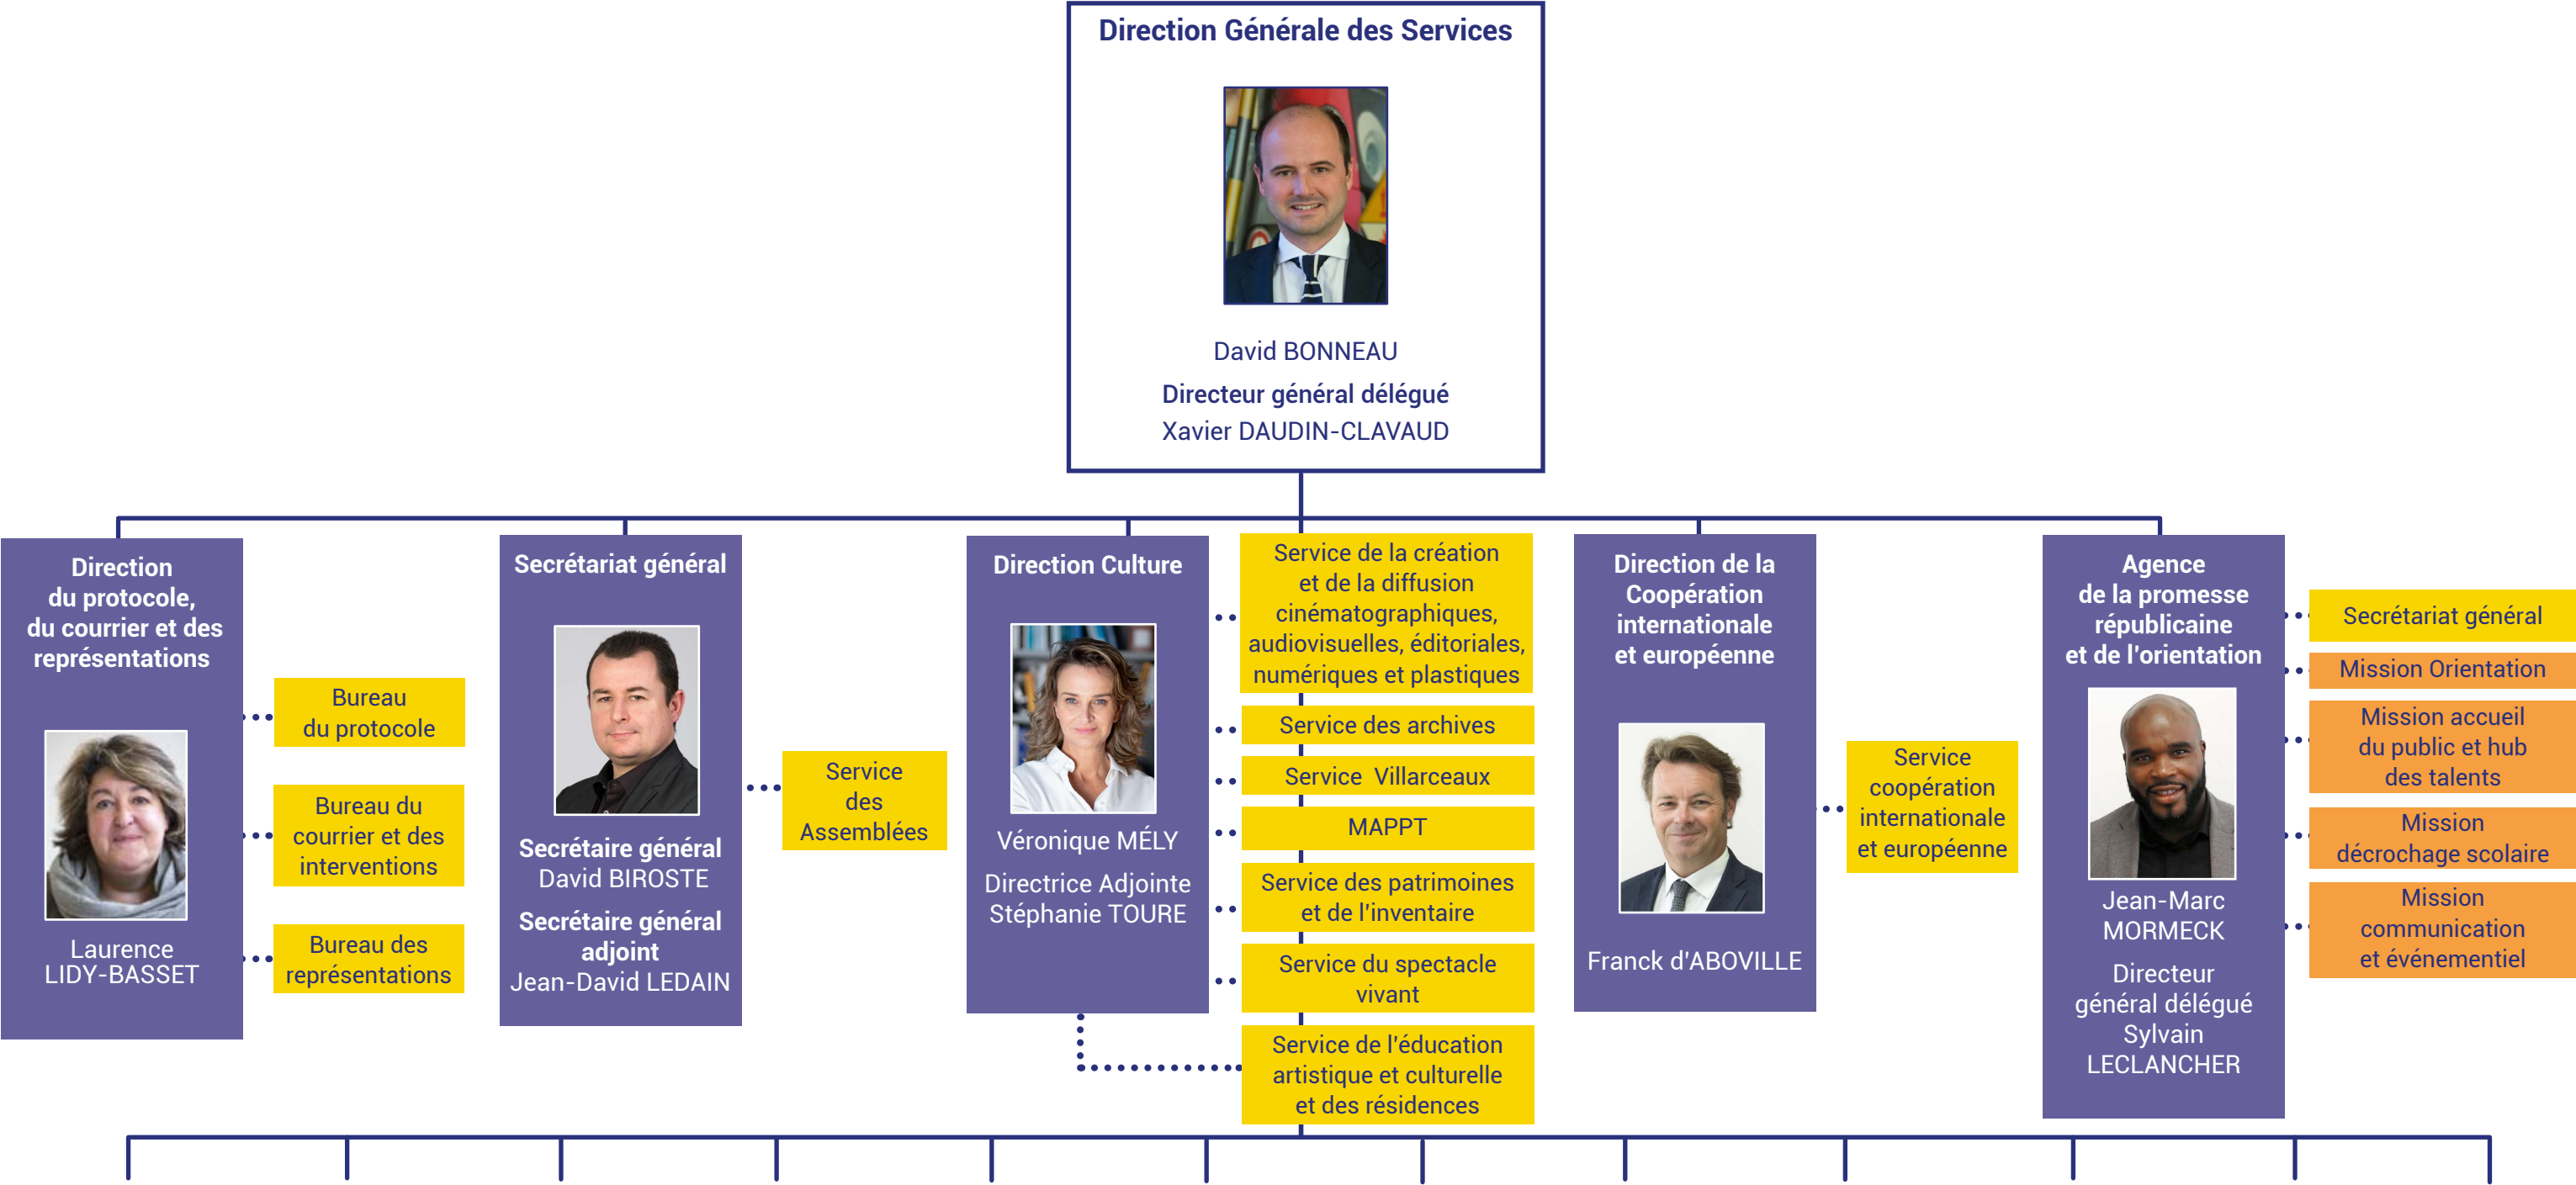 Direction Générale des Services
David BONNEAU
Directeur général délégué
Xavier DAUDIN-CLAVAUD
Direction
du protocole,
du courrier et des
représentations
Laurence
LIDY-BASSET
Bureau
du protocole
Bureau du
courrier et des
interventions
Bureau des
représentations
Secrétariat général
Secrétaire général
David BIROSTE
Secrétaire général
adjoint
Jean-David LEDAIN
Service
des
Assemblées
Direction Culture
Véronique MÉLY
Directrice Adjointe
Stéphanie TOURE
Service de la création
et de la diffusion
cinématographiques,
audiovisuelles, éditoriales,
numériques et plastiques
Service des archives
Service Villarceaux
MAPPT
Service des patrimoines
et de l'inventaire
Service du spectacle
vivant
Service de l'éducation
artistique et culturelle
et des résidences
Direction de la
Coopération
internationale
et européenne
Franck d'ABOVILLE
Service
coopération
internationale
et européenne
Agence
de la promesse
républicaine
et de l'orientation
Jean-Marc
MORMECK
Directeur
général délégué
Sylvain
LECLANCHER
Secrétariat général
Mission Orientation
Mission accueil
du public et hub
des talents
Mission
décrochage scolaire
Mission
communication
et événementiel